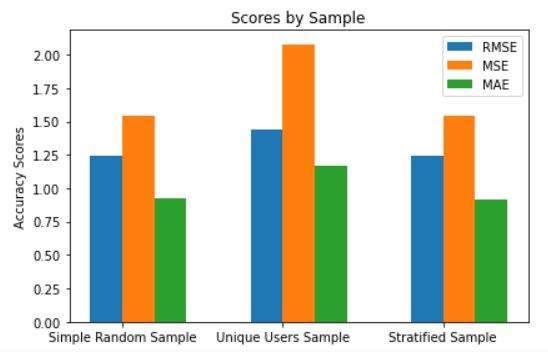 Scores by Sample
RMSE
MSE
MAE
Accuracy Scores
2.00
1.75
1.50
1.25
1.00
0.75
0.50
0.25
0.00
Simple Random Sample
Unique Users Sample
Stratified Sample